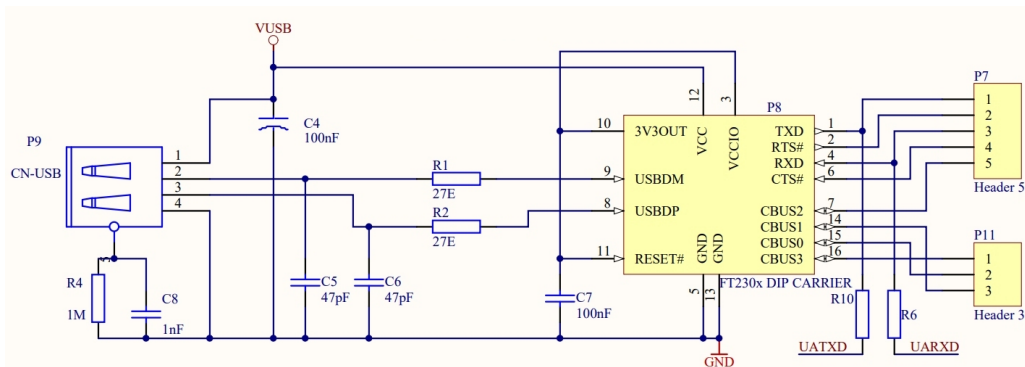 VUSB
P9
CN-USB
1
2
3
4
5
C4
100nF
R1
27E
R2
27E
R4
1M
C8
1nF
C5
47pF
C6
47pF
C7
100nF
P8
12
VCC
3
VCCIO
10
3V3OUT
9
USBDM
8
USBDP
11
RESET#
TXD
1
RTS#
2
RXD
4
CTS#
6
CBUS2
7
CBUS1
14
CBUS0
15
CBUS3
16
GND
GND
5
13
FT230x DIP CARRIER
GND
P7
1
2
3
4
5
Header 5
P11
1
2
3
Header 3
R10
R6
UATXD
UARXD